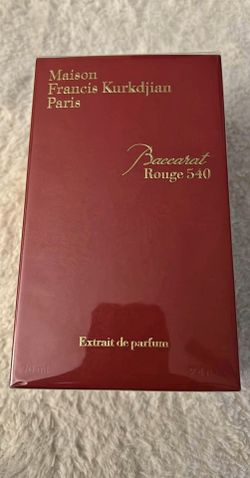 Maison
Francis Kurkdjian
Paris
Baccarat
Rouge 540
Extrait de parfum